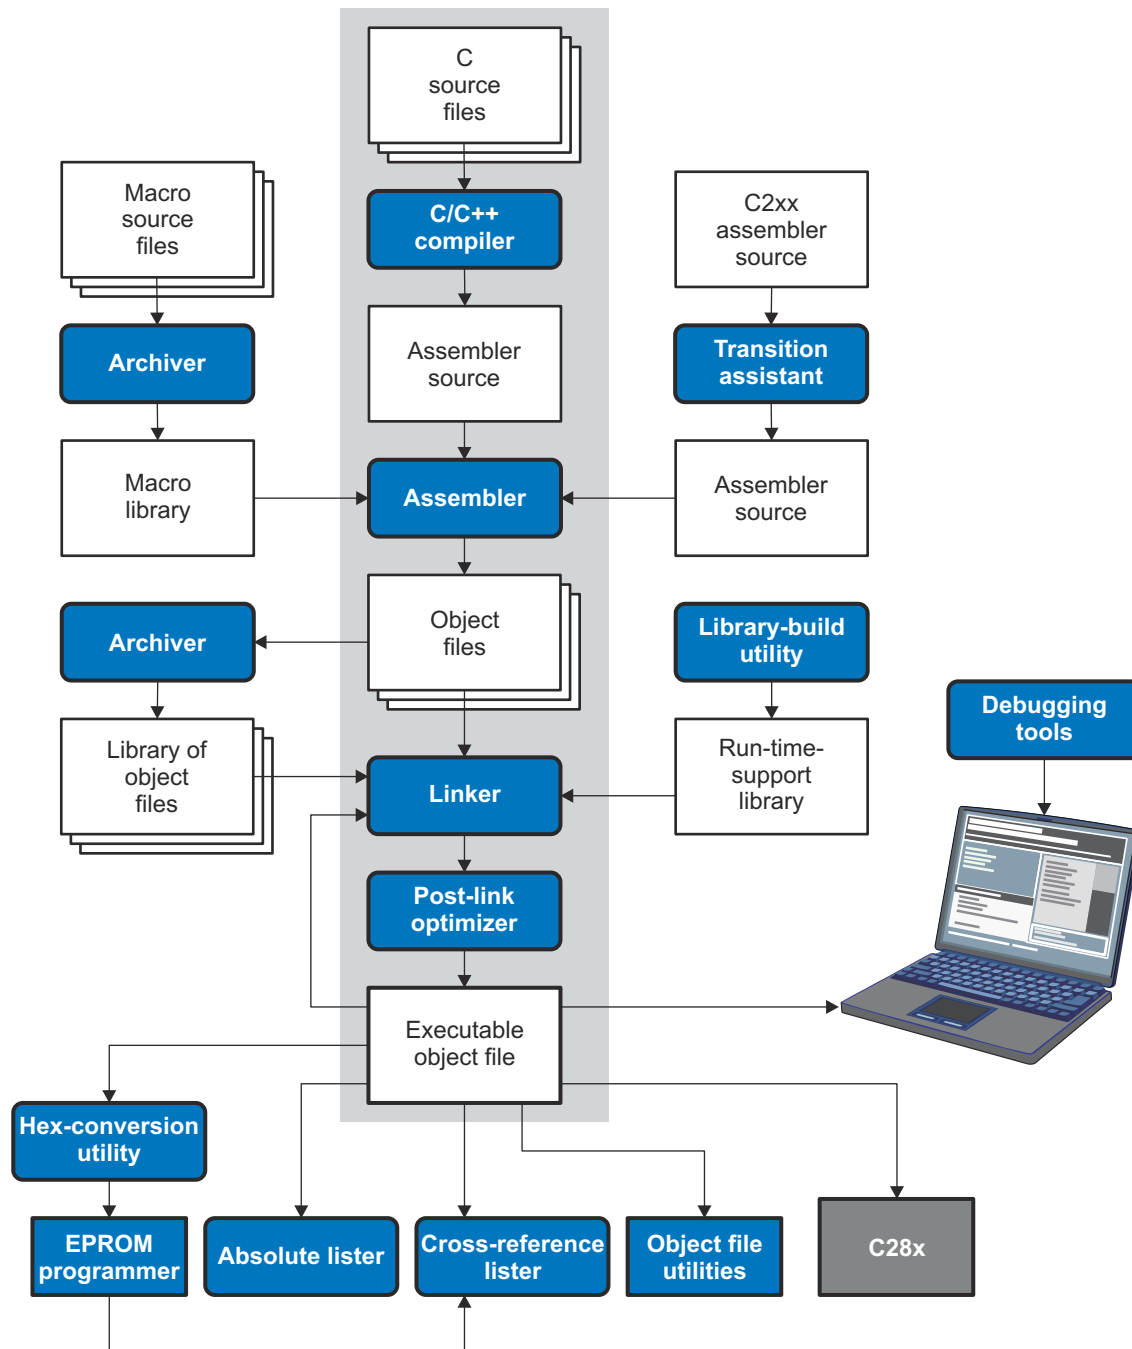 C
source
files
Macro
source
files
C/C++
compiler
C2xx
assembler
source
Archiver
Assembler
source
Transition
assistant
Macro
library
Assembler
Assembler
source
Archiver
Object
files
Library-build
utility
Debugging
tools
Library of
object
files
Linker
Run-time-
support
library
Post-link
optimizer
Executable
object file
Hex-conversion
utility
EPROM
programmer
Absolute lister
Cross-reference
lister
Object file
utilities
C28x